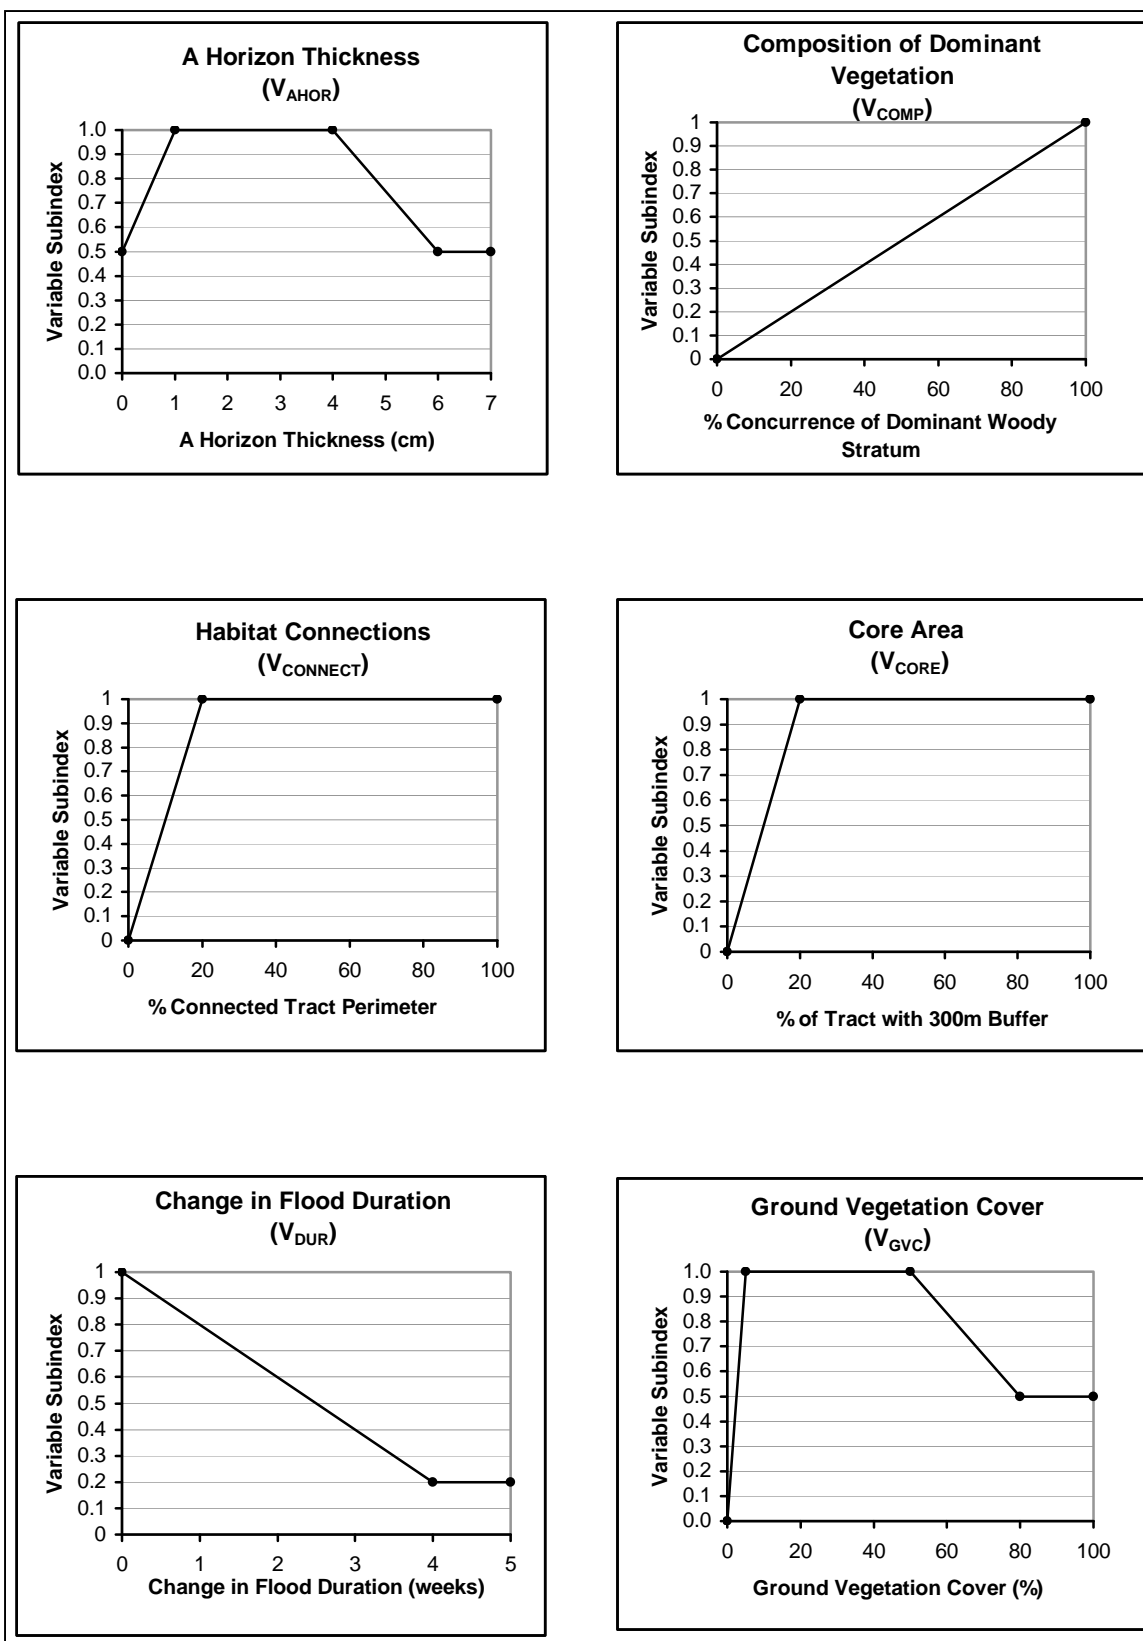 A Horizon Thickness
(VAHOR)
1.0
0.9
0.8
0.7
0.6
0.5
0.4
0.3
0.2
0.1
0.0
Variable Subindex
0 1 2 3 4 5 6 7
A Horizon Thickness (cm)
Composition of Dominant
Vegetation
(VCOMP)
1
0.9
0.8
0.7
0.6
0.5
0.4
0.3
0.2
0.1
0
Variable Subindex
0 20 40 60 80 100
% Concurrence of Dominant Woody
Stratum
Habitat Connections
(VCONNECT)
1
0.9
0.8
0.7
0.6
0.5
0.4
0.3
0.2
0.1
0
Variable Subindex
0 20 40 60 80 100
% Connected Tract Perimeter
Core Area
(VCORE)
1
0.9
0.8
0.7
0.6
0.5
0.4
0.3
0.2
0.1
0
Variable Subindex
0 20 40 60 80 100
% of Tract with 300m Buffer
Change in Flood Duration
(VDUR)
1
0.9
0.8
0.7
0.6
0.5
0.4
0.3
0.2
0.1
0
Variable Subindex
0 1 2 3 4 5
Change in Flood Duration (weeks)
Ground Vegetation Cover
(VGVC)
1.0
0.9
0.8
0.7
0.6
0.5
0.4
0.3
0.2
0.1
0.0
Variable Subindex
0 20 40 60 80 100
Ground Vegetation Cover (%)